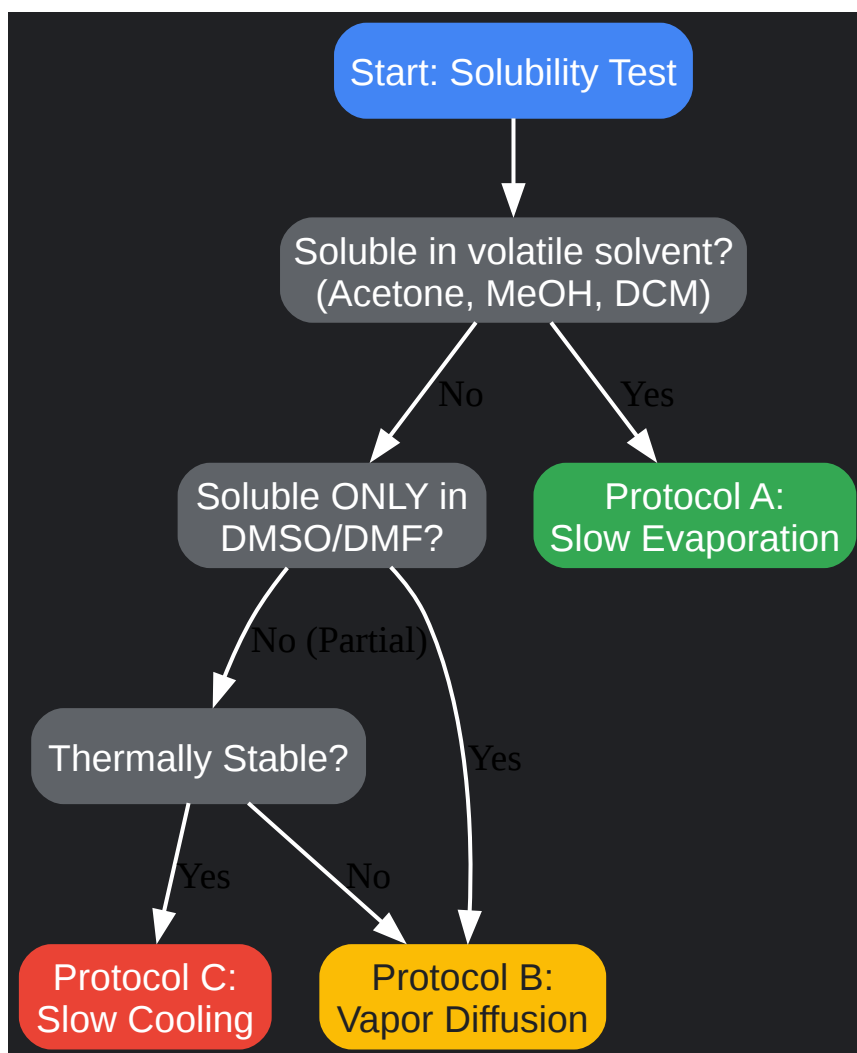 Start: Solubility Test
Soluble in volatile solvent?
(Acetone, MeOH, DCM)
No
Yes
Soluble ONLY in
DMSO/DMF?
Protocol A:
Slow Evaporation
No (Partial)
Yes
Thermally Stable?
Yes
No
Protocol C:
Slow Cooling
Protocol B:
Vapor Diffusion